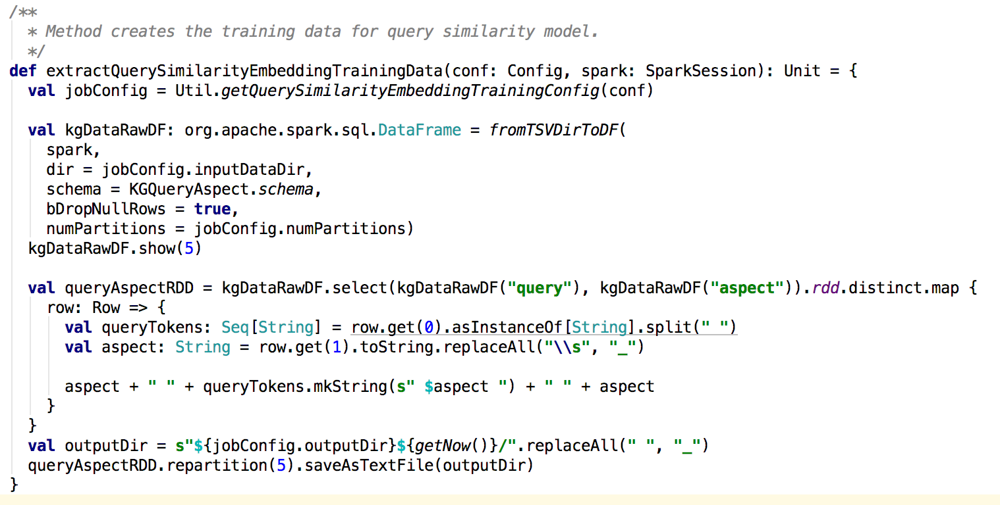 /**
 * Method creates the training data for query similarity model.
 */
def extractQuerySimilarityEmbeddingTrainingData(conf: Config, spark: SparkSession): Unit = {
  val jobConfig = Util.getQuerySimilarityEmbeddingTrainingConfig(conf)

  val kgDataRawDF: org.apache.spark.sql.DataFrame = fromTSVDirToDF(
    spark,
    dir = jobConfig.inputDataDir,
    schema = KGQueryAspect.schema,
    bDropNullRows = true,
    numPartitions = jobConfig.numPartitions)
  kgDataRawDF.show(5)

  val queryAspectRDD = kgDataRawDF.select(kgDataRawDF("query"), kgDataRawDF("aspect")).rdd.distinct.map {
    row: Row => {
      val queryTokens: Seq[String] = row.get(0).asInstanceOf[String].split(" ")
      val aspect: String = row.get(1).toString.replaceAll("\\s", "_")

      aspect + " " + queryTokens.mkString(s" $aspect ") + " " + aspect
    }
  }
  val outputDir = s"${jobConfig.outputDir}${getNow()}/".replaceAll(" ", "_")
  queryAspectRDD.repartition(5).saveAsTextFile(outputDir)
}